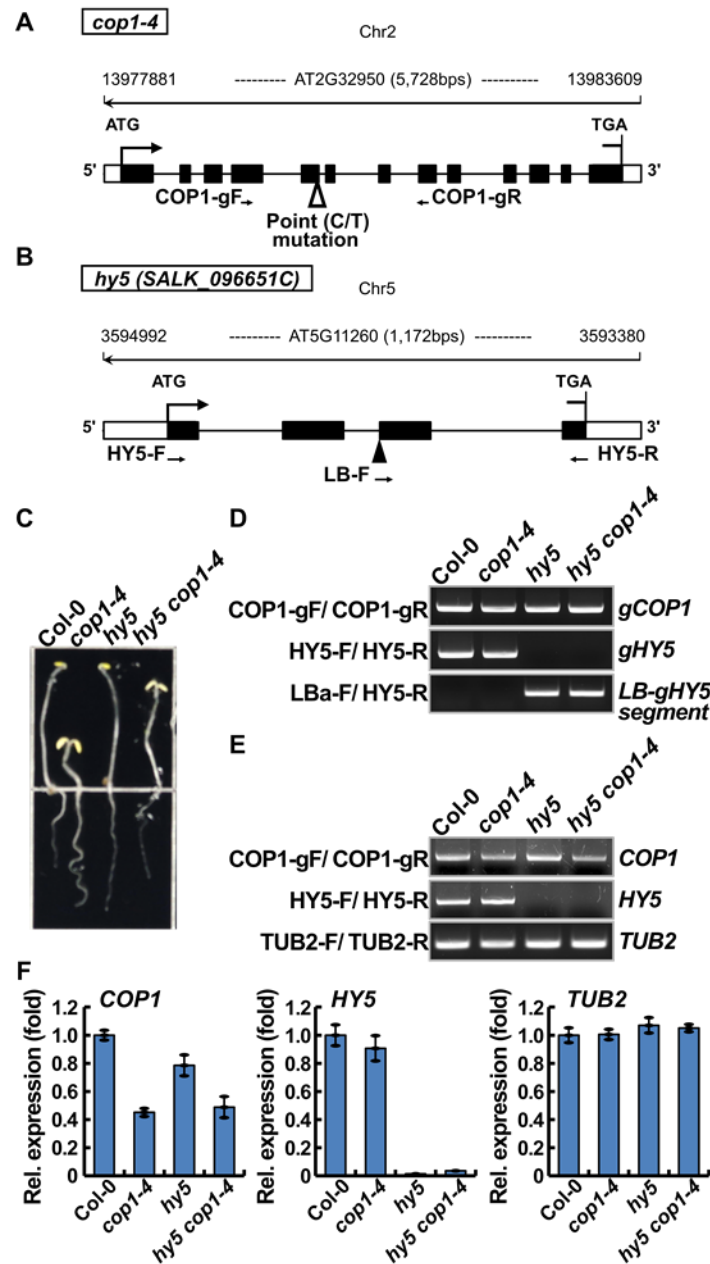 A
cop1-4
Chr2
13977881 --------- AT2G32950 (5,728bps) --------- 13983609
ATG
TGA
5'
3'
COP1-gF
COP1-gR
Point (C/T)
mutation
B
hy5 (SALK_096651C)
Chr5
3594992 --------- AT5G11260 (1,172bps) ---------- 3593380
ATG
TGA
5'
3'
HY5-F
HY5-R
LB-F
C
Col-0
cop1-4
hy5
hy5 cop1-4
D
Col-0
cop1-4
hy5
hy5 cop1-4
COP1-gF/ COP1-gR
gCOP1
HY5-F/ HY5-R
gHY5
LBa-F/ HY5-R
LB-gHY5
segment
E
Col-0
cop1-4
hy5
hy5 cop1-4
COP1-gF/ COP1-gR
COP1
HY5-F/ HY5-R
HY5
TUB2-F/ TUB2-R
TUB2
F
COP1
Rel. expression (fold)
1.2
1.0
0.8
0.6
0.4
0.2
0
Col-0
cop1-4
hy5
hy5 cop1-4
HY5
Rel. expression (fold)
1.2
1.0
0.8
0.6
0.4
0.2
0
Col-0
cop1-4
hy5
hy5 cop1-4
TUB2
Rel. expression (fold)
1.2
1.0
0.8
0.6
0.4
0.2
0
Col-0
cop1-4
hy5
hy5 cop1-4